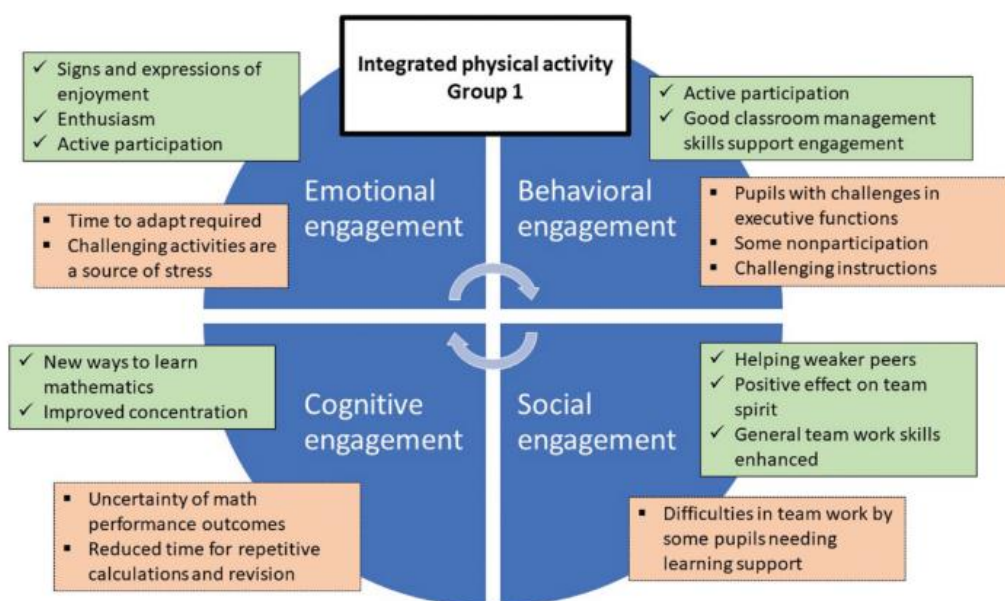 Integrated physical activity
Group 1
✓ Signs and expressions of
enjoyment
✓ Enthusiasm
✓ Active participation
▪ Time to adapt required
▪ Challenging activities are
a source of stress
Emotional
engagement
Behavioral
engagement
✓ Active participation
✓ Good classroom management
skills support engagement
▪ Pupils with challenges in
executive functions
▪ Some nonparticipation
▪ Challenging instructions
✓ New ways to learn
mathematics
✓ Improved concentration
▪ Uncertainty of math
performance outcomes
▪ Reduced time for repetitive
calculations and revision
Cognitive
engagement
Social
engagement
✓ Helping weaker peers
✓ Positive effect on team
spirit
✓ General team work skills
enhanced
▪ Difficulties in team work by
some pupils needing
learning support